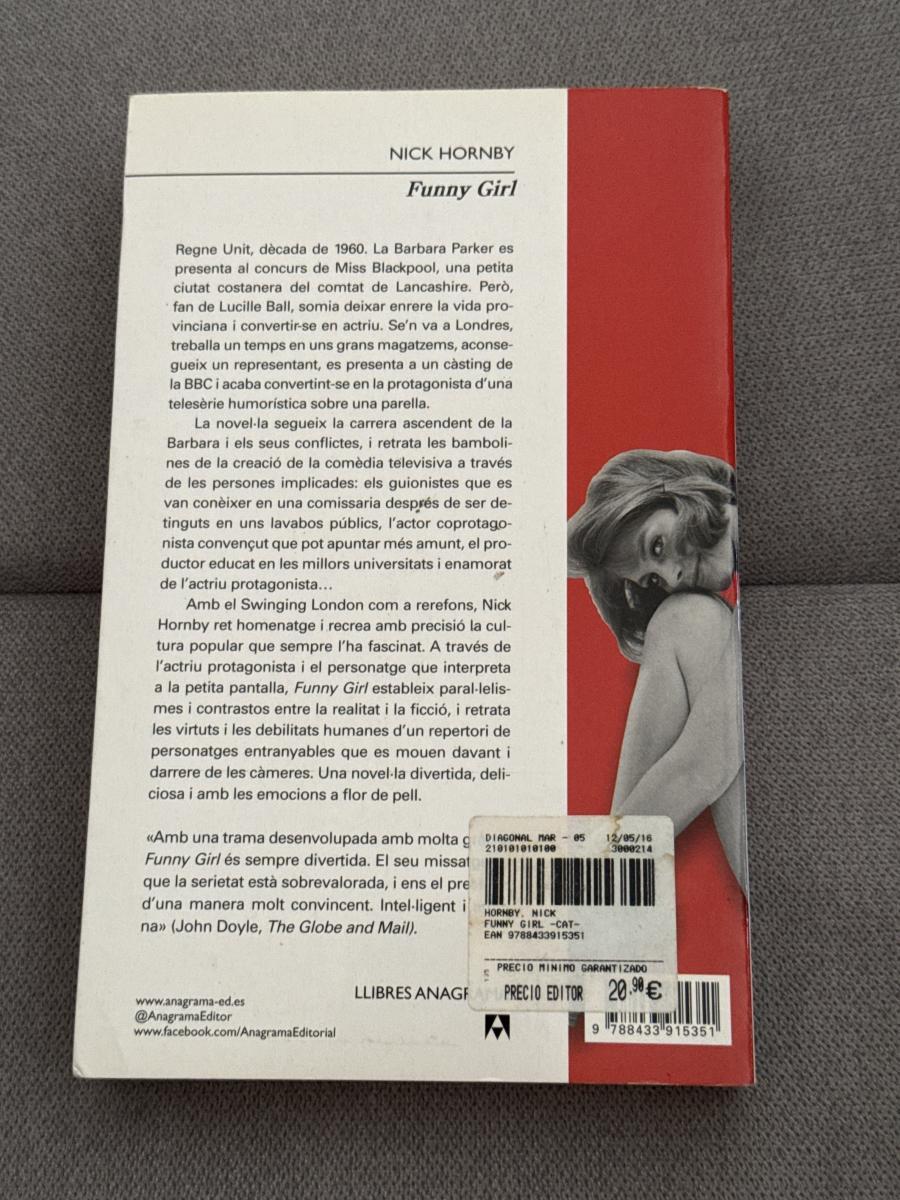 NICK HORNBY
Funny Girl
Regne Unit, dècada de 1960. La Barbara Parker es
presenta al concurs de Miss Blackpool, una petita
ciutat costanera del comtat de Lancashire. Però,
fan de Lucille Ball, somia deixar enrere la vida pro-
vinciana i convertir-se en actriu. Se'n va a Londres,
treballa un temps en uns grans magatzems, aconse-
gueix un representant, es presenta a un càsting de
la BBC i acaba convertint-se en la protagonista d'una
telesèrie humorística sobre una parella.
La novel·la segueix la carrera ascendent de la
Barbara i els seus conflictes, i retrata les bamboli-
nes de la creació de la comèdia televisiva a través
de les persones implicades: els guionistes que es
van conèixer en una comissaria després de ser de-
tinguts en uns lavabos públics, l'actor coprotago-
nista convençut que pot apuntar més amunt, el pro-
ductor educat en les millors universitats i enamorat
de l'actriu protagonista...
Amb el Swinging London com a rerefons, Nick
Hornby ret homenatge i recrea amb precisió la cul-
tura popular que sempre l'ha fascinat. A través de
l'actriu protagonista i el personatge que interpreta
a la petita pantalla, Funny Girl estableix paral·lelis-
mes i contrastos entre la realitat i la ficció, i retrata
les virtuts i les debilitats humanes d'un repertori de
personatges entranyables que es mouen davant i
darrere de les càmeres. Una novel·la divertida, deli-
ciosa i amb les emocions a flor de pell.
«Amb una trama desenvolupada amb molta g
Funny Girl és sempre divertida. El seu missat
que la serietat està sobrevalorada, i ens el pre
d'una manera molt convincent. Intel·ligent i
na» (John Doyle, The Globe and Mail).
DIAGONAL MAR - 05 12/05/16
210101010100 3000214
HORNBY, NICK
FUNNY GIRL -CAT-
EAN 9788433915351
PRECIO MINIMO GARANTIZADO
PRECIO EDITOR 20,90 €
LLIBRES ANAGRAMA
www.anagrama-ed.es
@AnagramaEditor
www.facebook.com/AnagramaEditorial
9 788433 915351